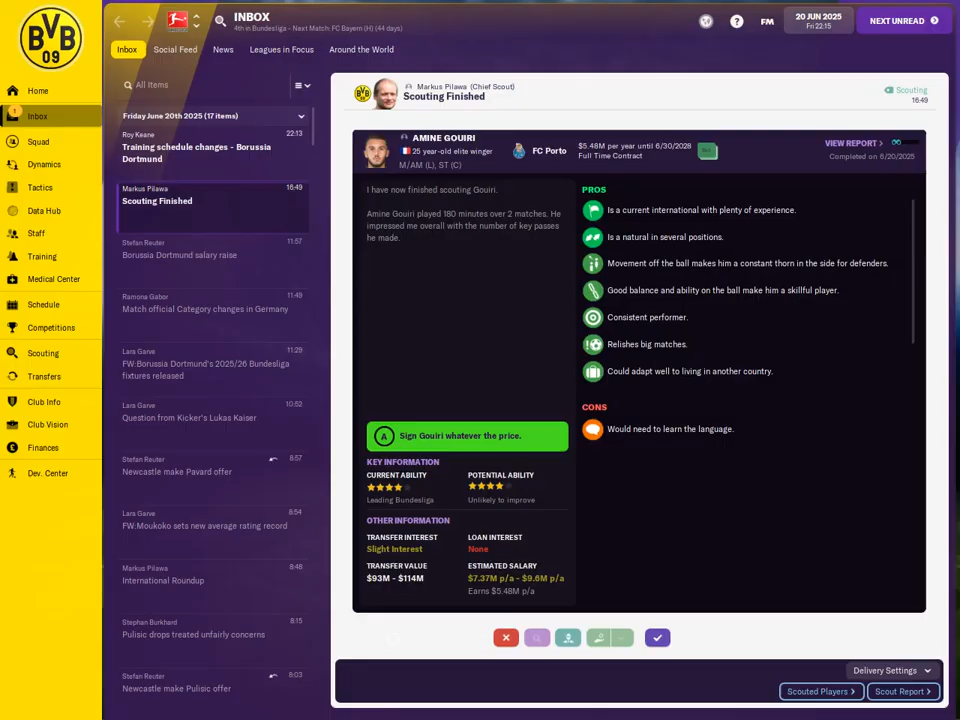 BVB
09
INBOX
4th in Bundesliga - Next Match: FC Bayern (H) (44 days)
?
FM
20 JUN 2025
Fri 22:15
NEXT UNREAD
Inbox
Social Feed
News
Leagues in Focus
Around the World
Home
1
Inbox
Squad
Dynamics
Tactics
Data Hub
Staff
Training
Medical Center
Schedule
Competitions
Scouting
Transfers
Club Info
Club Vision
Finances
Dev. Center
All Items
Friday June 20th 2025 (17 items)
Roy Keane
22:13
Training schedule changes - Borussia
Dortmund
Markus Pilawa
16:49
Scouting Finished
Stefan Reuter
11:57
Borussia Dortmund salary raise
Ramona Gabor
11:49
Match official Category changes in Germany
Lara Garve
11:29
FW:Borussia Dortmund's 2025/26 Bundesliga
fixtures released
Lara Garve
10:52
Question from Kicker's Lukas Kaiser
Stefan Reuter
8:57
Newcastle make Pavard offer
Lara Garve
8:54
FW:Moukoko sets new average rating record
Markus Pilawa
8:48
International Roundup
Stephan Burkhard
8:15
Pulisic drops treated unfairly concerns
Stefan Reuter
8:03
Newcastle make Pulisic offer
Markus Pilawa (Chief Scout)
Scouting Finished
Scouting
16:49
AMINE GOUIRI
25 year-old elite winger
M/AM (L), ST (C)
FC Porto
$5.48M per year until 6/30/2028
Full Time Contract
VIEW REPORT >
Completed on 6/20/2025
I have now finished scouting Gouiri.
Amine Gouiri played 180 minutes over 2 matches. He
impressed me overall with the number of key passes
he made.
A
Sign Gouiri whatever the price.
KEY INFORMATION
CURRENT ABILITY
POTENTIAL ABILITY
Leading Bundesliga
Unlikely to improve
OTHER INFORMATION
TRANSFER INTEREST
LOAN INTEREST
Slight Interest
None
TRANSFER VALUE
ESTIMATED SALARY
$93M - $114M
$7.37M p/a - $9.6M p/a
Earns $5.48M p/a
PROS
Is a current international with plenty of experience.
Is a natural in several positions.
Movement off the ball makes him a constant thorn in the side for defenders.
Good balance and ability on the ball make him a skillful player.
Consistent performer.
Relishes big matches.
Could adapt well to living in another country.
CONS
Would need to learn the language.
Delivery Settings
Scouted Players >
Scout Report >